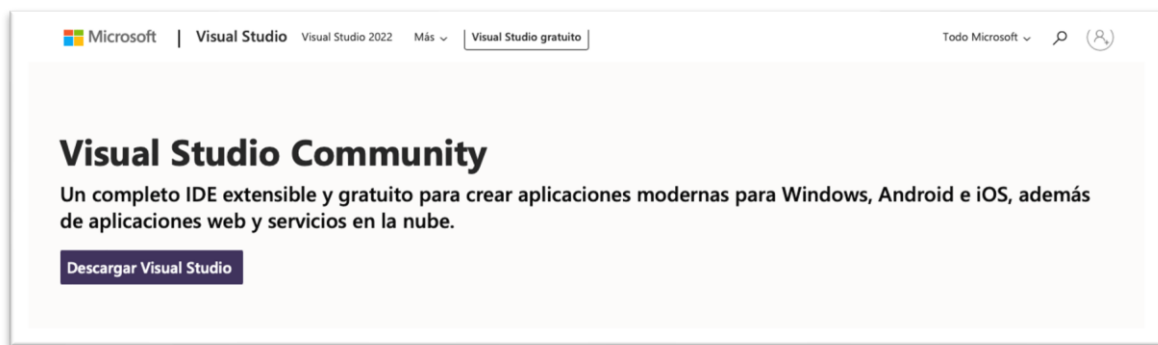 Microsoft | Visual Studio Visual Studio 2022 Más Visual Studio gratuito Todo Microsoft
Visual Studio Community
Un completo IDE extensible y gratuito para crear aplicaciones modernas para Windows, Android e iOS, además
de aplicaciones web y servicios en la nube.
Descargar Visual Studio